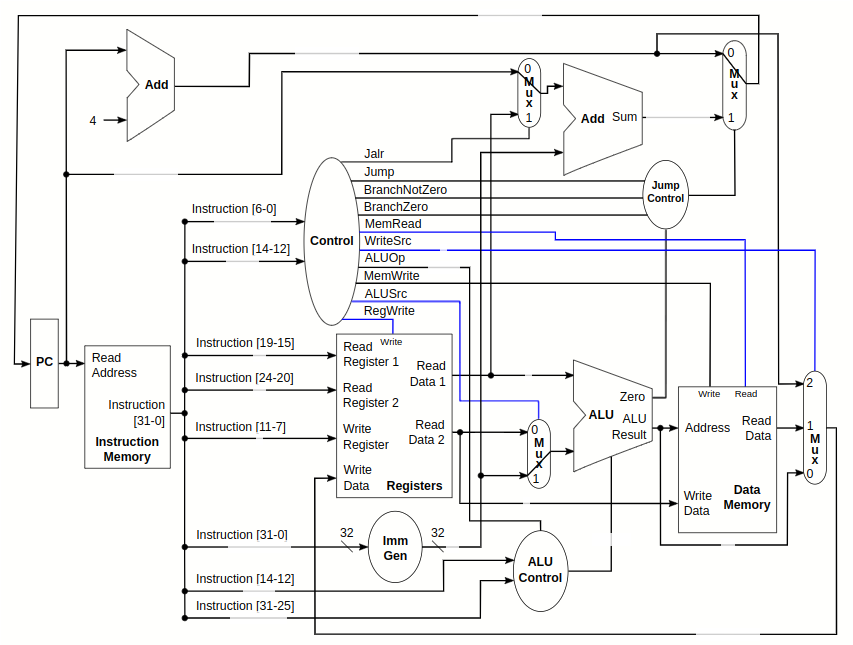 0
Add
4
0
M
u
x
1
Add
Sum
0
M
u
x
1
Jalr
Jump
BranchNotZero
BranchZero
MemRead
WriteSrc
ALUOp
MemWrite
ALUSrc
RegWrite
Control
Jump
Control
Instruction [6-0]
Instruction [14-12]
PC
Read
Address
Instruction
[31-0]
Instruction
Memory
Instruction [19-15]
Instruction [24-20]
Instruction [11-7]
Write
Read
Register 1
Read
Data 1
Read
Register 2
Write
Register
Read
Data 2
Write
Data
Registers
0
M
u
x
1
Zero
ALU
ALU
Result
Write
Read
Address
Read
Data
Write
Data
Data
Memory
2
1
M
u
x
0
Instruction [31-0]
32
Imm
Gen
32
Instruction [14-12]
Instruction [31-25]
ALU
Control